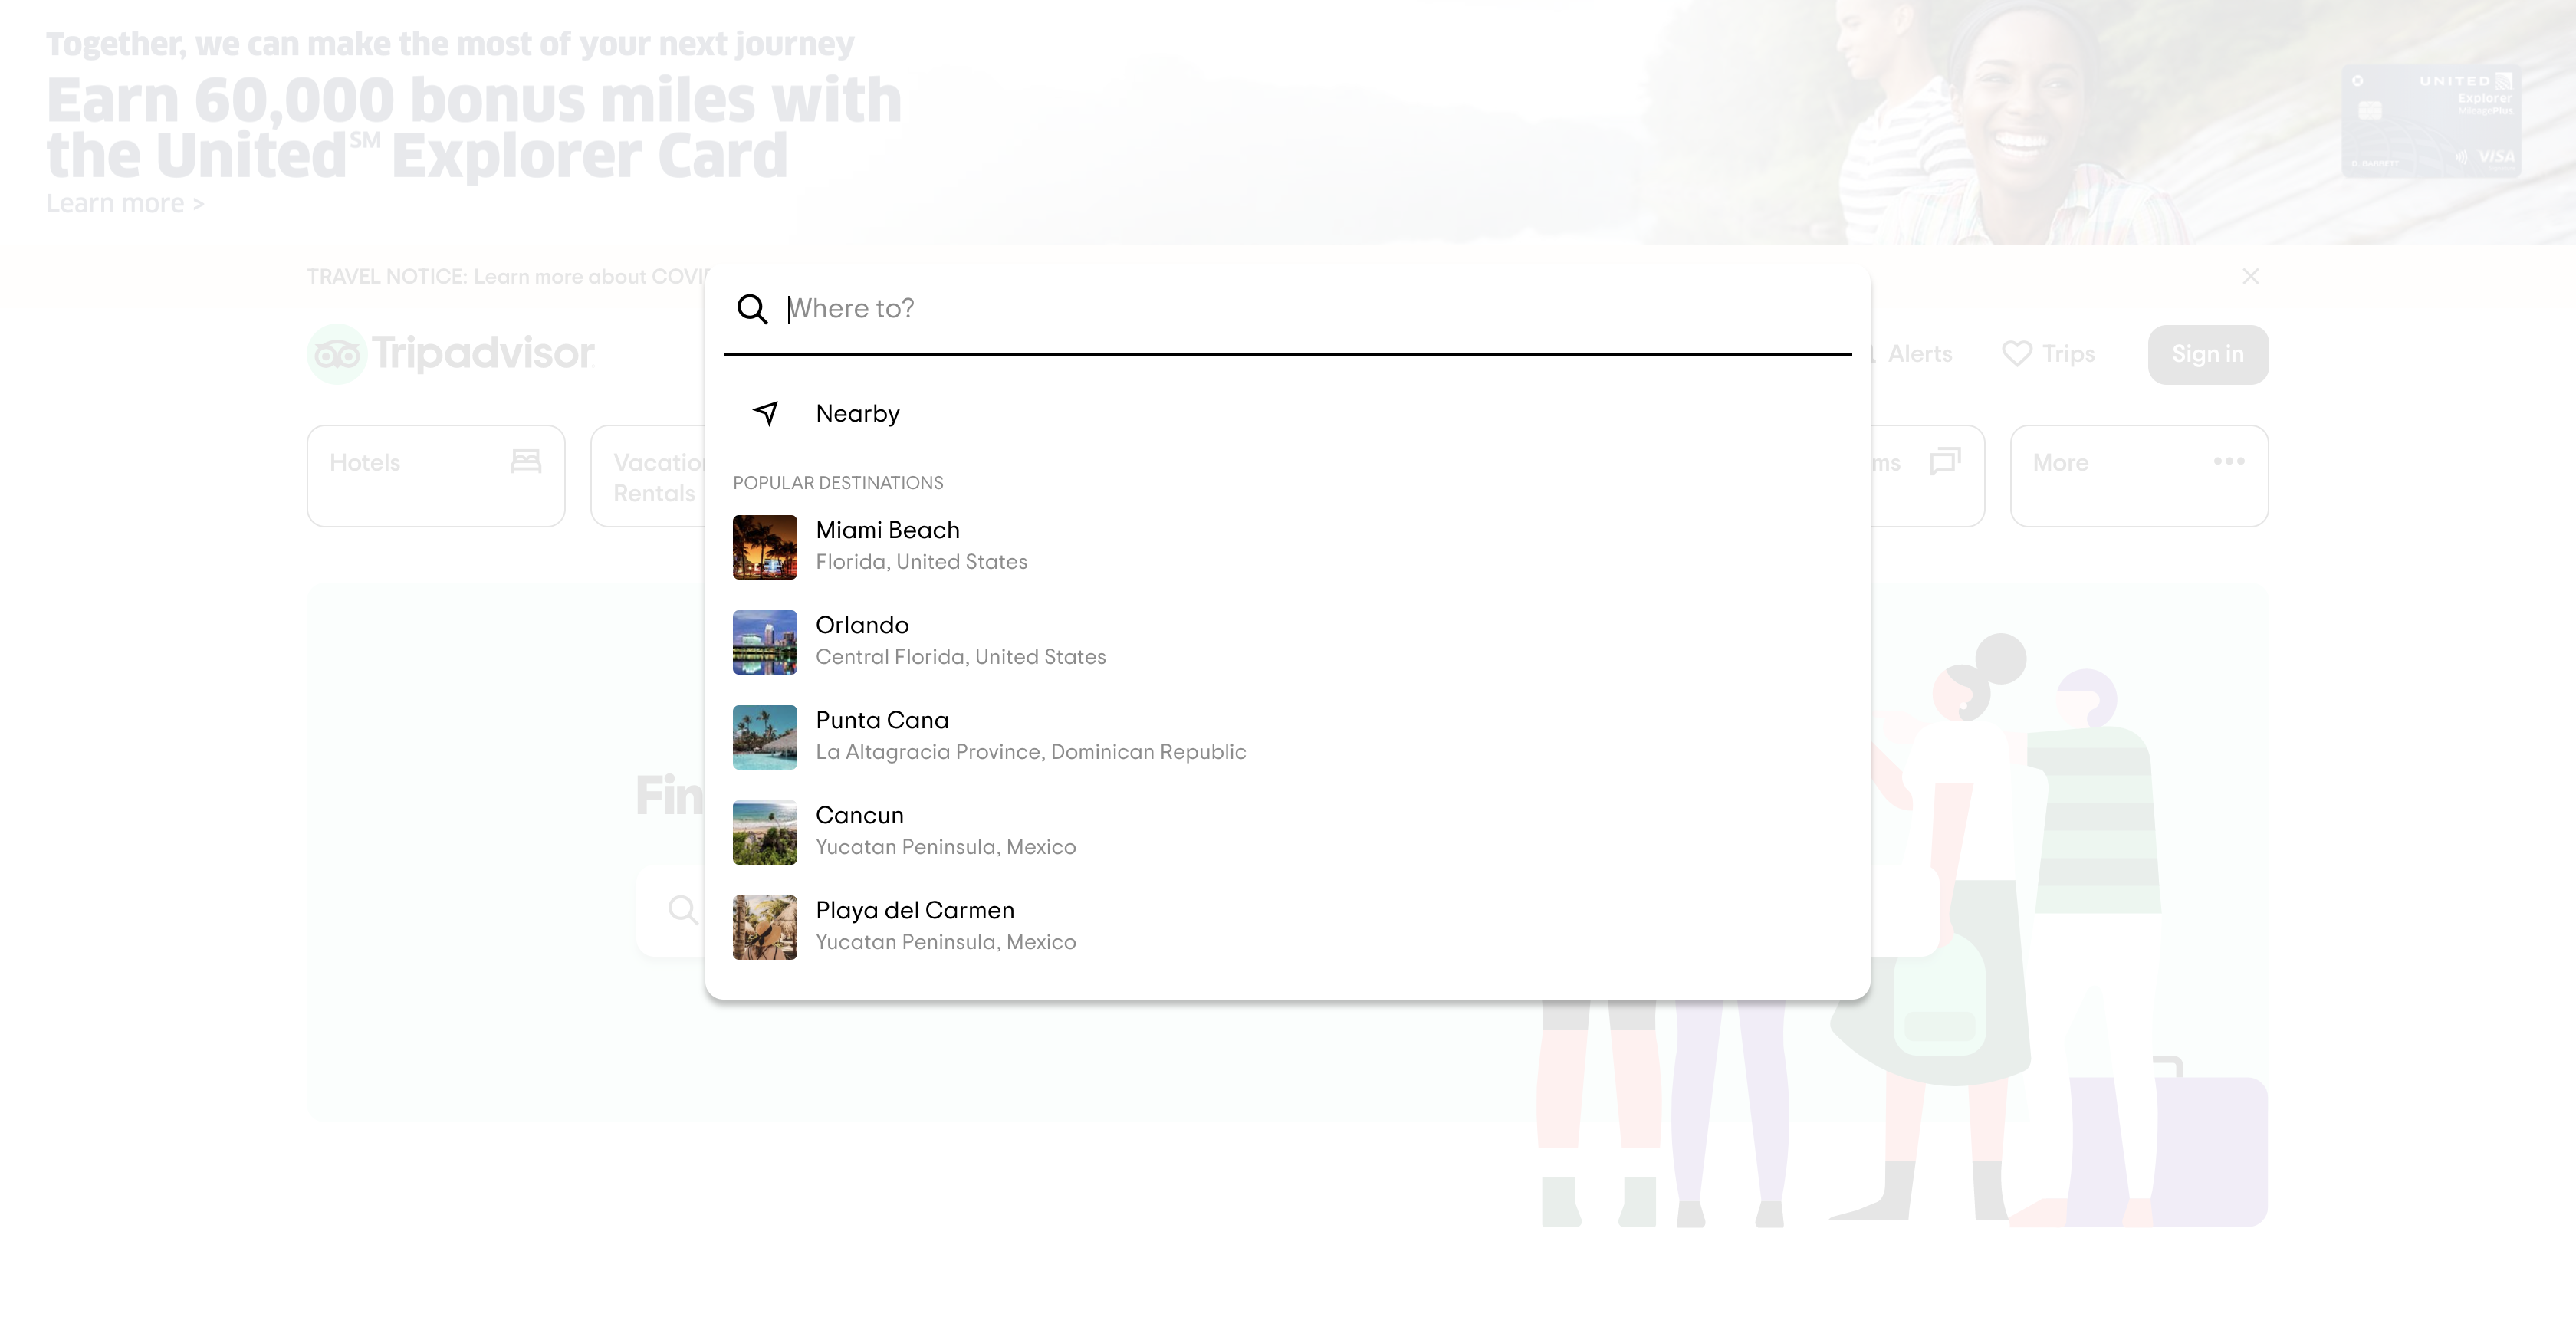 Together, we can make the most of your next journey
Earn 60,000 bonus miles with
the United℠ Explorer Card
Learn more >
UNITED
Explorer
MileagePlus
D. BARRETT
VISA
TRAVEL NOTICE: Learn more about COVI
Where to?
Tripadvisor
Alerts
Trips
Sign in
Nearby
Hotels
Vacation
Rentals
ms
More
POPULAR DESTINATIONS
Miami Beach
Florida, United States
Orlando
Central Florida, United States
Punta Cana
La Altagracia Province, Dominican Republic
Fin
Cancun
Yucatan Peninsula, Mexico
Playa del Carmen
Yucatan Peninsula, Mexico